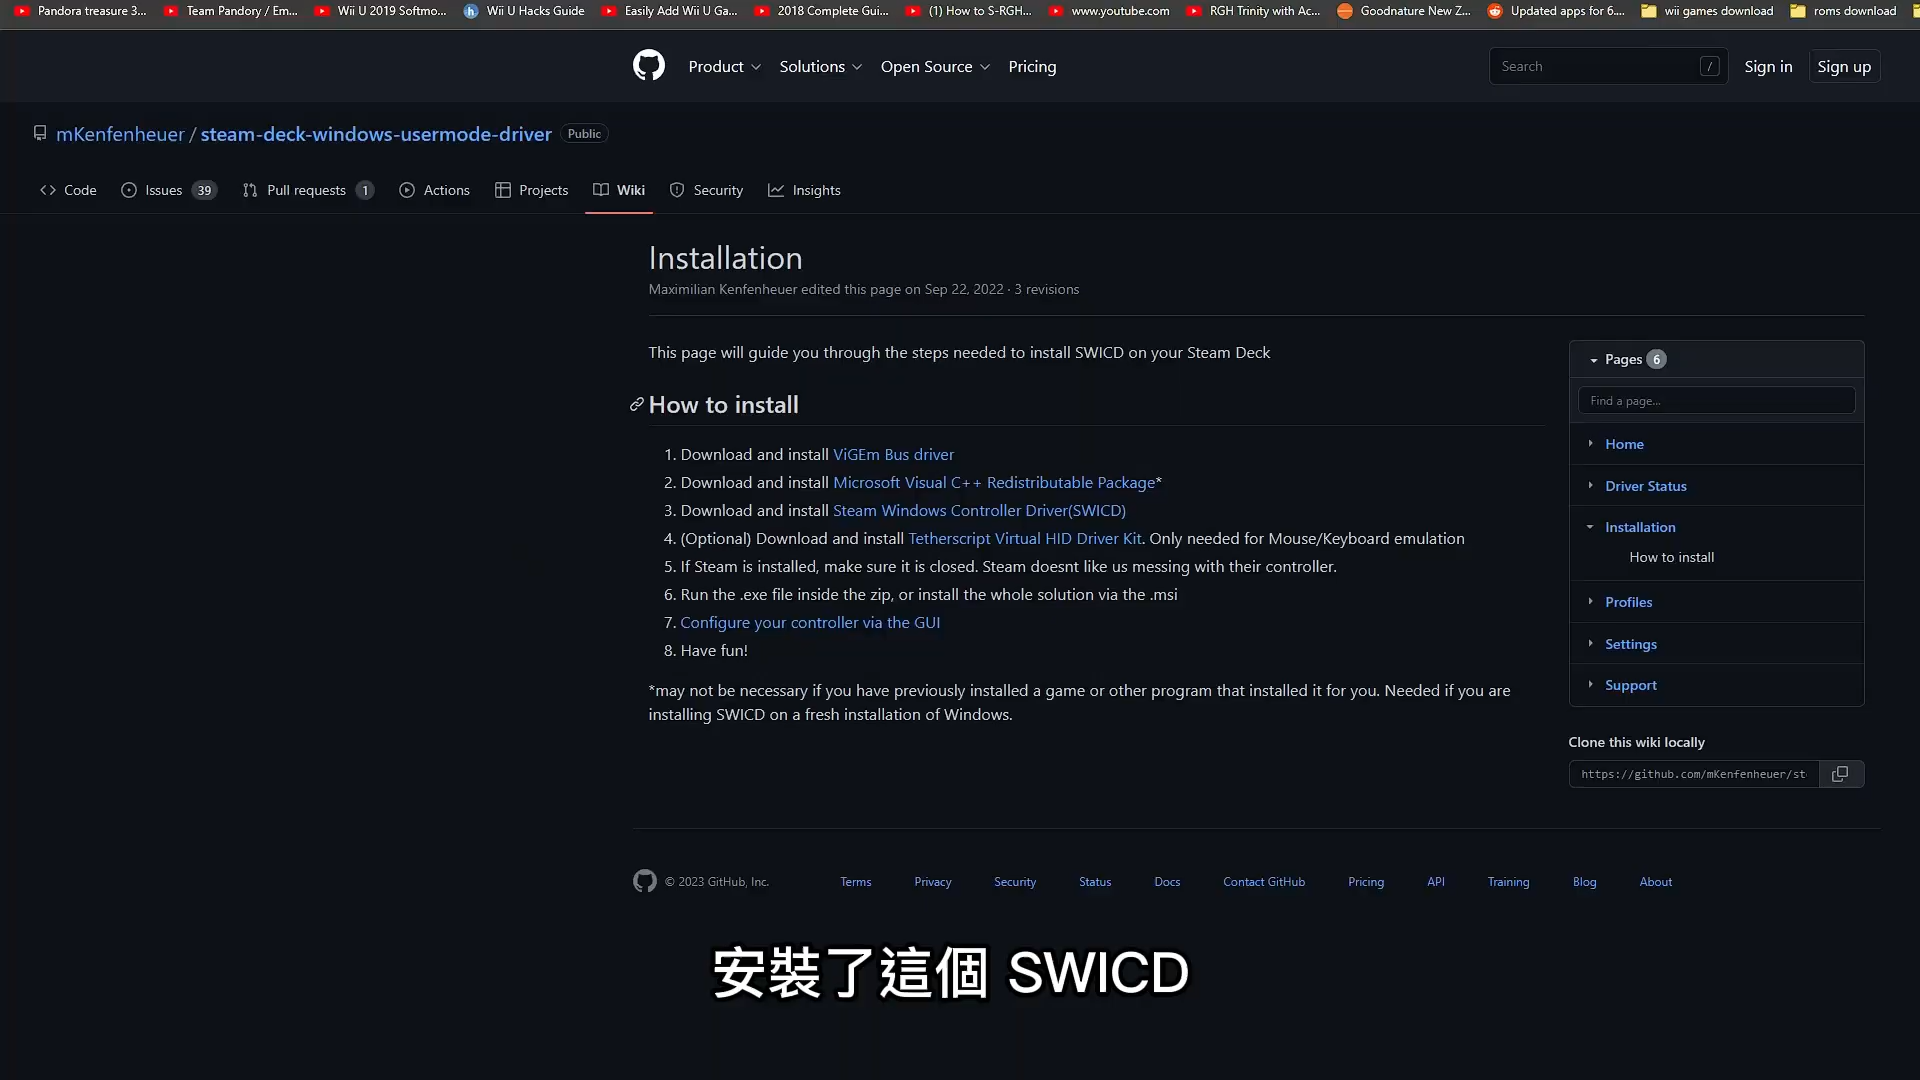 Pandora treasure 3... Team Pandory / Em... Wii U 2019 Softmo... Wii U Hacks Guide Easily Add Wii U Ga... 2018 Complete Gui... (1) How to S-RGH... www.youtube.com RGH Trinity with Ac... Goodnature New Z... Updated apps for 6.... wii games download roms download
Product Solutions Open Source Pricing Search / Sign in Sign up
mKenfenheuer / steam-deck-windows-usermode-driver Public
Code Issues 39 Pull requests 1 Actions Projects Wiki Security Insights
Installation
Maximilian Kenfenheuer edited this page on Sep 22, 2022 · 3 revisions
This page will guide you through the steps needed to install SWICD on your Steam Deck
How to install
1. Download and install ViGEm Bus driver
2. Download and install Microsoft Visual C++ Redistributable Package*
3. Download and install Steam Windows Controller Driver(SWICD)
4. (Optional) Download and install Tetherscript Virtual HID Driver Kit. Only needed for Mouse/Keyboard emulation
5. If Steam is installed, make sure it is closed. Steam doesnt like us messing with their controller.
6. Run the .exe file inside the zip, or install the whole solution via the .msi
7. Configure your controller via the GUI
8. Have fun!
*may not be necessary if you have previously installed a game or other program that installed it for you. Needed if you are
installing SWICD on a fresh installation of Windows.
Pages 6
Find a page...
Home
Driver Status
Installation
How to install
Profiles
Settings
Support
Clone this wiki locally
https://github.com/mKenfenheuer/st
© 2023 GitHub, Inc. Terms Privacy Security Status Docs Contact GitHub Pricing API Training Blog About
安裝了這個 SWICD